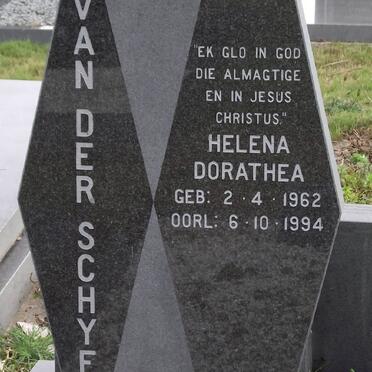 VAN DER SCHYF
"EK GLO IN GOD
DIE ALMAGTIGE
EN IN JESUS
CHRISTUS."
HELENA
DORATHEA
GEB: 2 · 4 · 1962
OORL: 6 · 10 · 1994